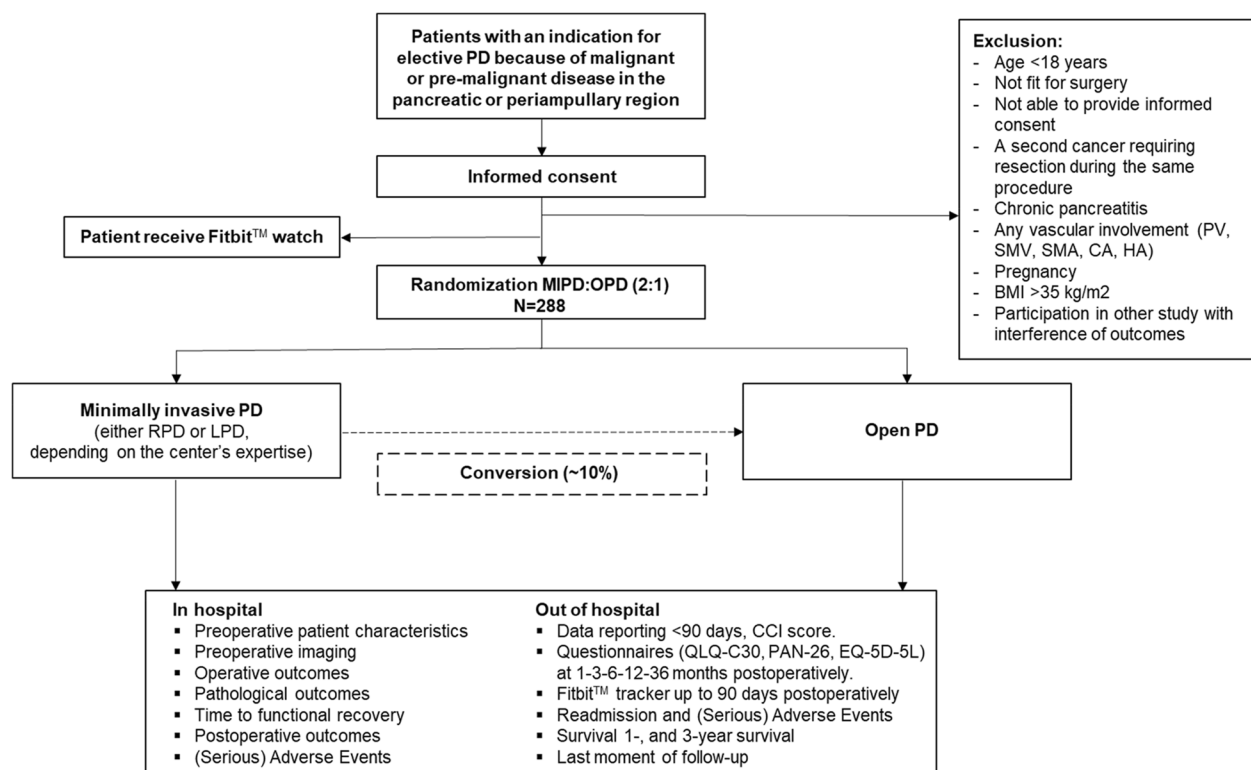 Patients with an indication for
elective PD because of malignant
or pre-malignant disease in the
pancreatic or periampullary region
Informed consent
Exclusion:
- Age <18 years
- Not fit for surgery
- Not able to provide informed
consent
- A second cancer requiring
resection during the same
procedure
- Chronic pancreatitis
- Any vascular involvement (PV,
SMV, SMA, CA, HA)
- Pregnancy
- BMI >35 kg/m2
- Participation in other study with
interference of outcomes
Patient receive Fitbit™ watch
Randomization MIPD:OPD (2:1)
N=288
Minimally invasive PD
(either RPD or LPD,
depending on the center's expertise)
Open PD
Conversion (~10%)
In hospital
▪ Preoperative patient characteristics
▪ Preoperative imaging
▪ Operative outcomes
▪ Pathological outcomes
▪ Time to functional recovery
▪ Postoperative outcomes
▪ (Serious) Adverse Events
Out of hospital
▪ Data reporting <90 days, CCI score.
▪ Questionnaires (QLQ-C30, PAN-26, EQ-5D-5L)
at 1-3-6-12-36 months postoperatively.
▪ Fitbit™ tracker up to 90 days postoperatively
▪ Readmission and (Serious) Adverse Events
▪ Survival 1-, and 3-year survival
▪ Last moment of follow-up